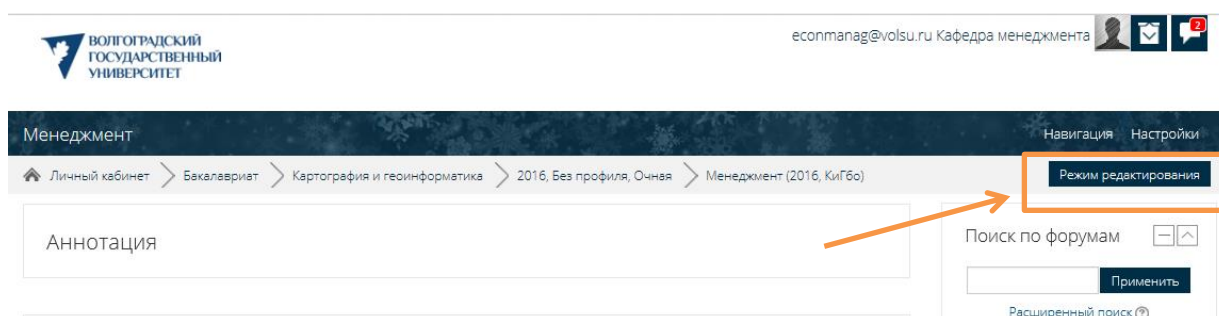 ВОЛГОГРАДСКИЙ
ГОСУДАРСТВЕННЫЙ
УНИВЕРСИТЕТ
econmanag@volsu.ru Кафедра менеджмента
2
Менеджмент
Навигация Настройки
Личный кабинет Бакалавриат Картография и геоинформатика 2016, Без профиля, Очная Менеджмент (2016, КиГбо)
Режим редактирования
Аннотация
Поиск по форумам
Применить
Расширенный поиск